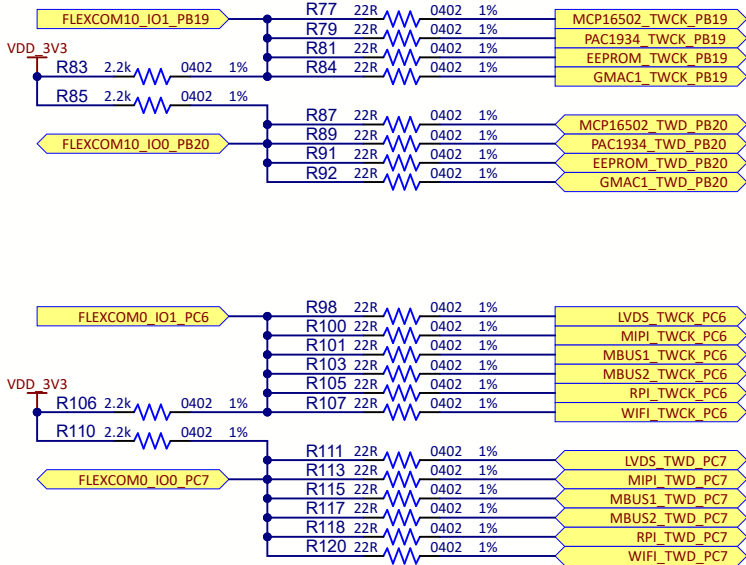 FLEXCOM10_IO1_PB19 R77 22R 0402 1% MCP16502_TWCK_PB19
R79 22R 0402 1% PAC1934_TWCK_PB19
VDD_3V3 R81 22R 0402 1% EEPROM_TWCK_PB19
R83 2.2k 0402 1% R84 22R 0402 1% GMAC1_TWCK_PB19
R85 2.2k 0402 1%
R87 22R 0402 1% MCP16502_TWD_PB20
FLEXCOM10_IO0_PB20 R89 22R 0402 1% PAC1934_TWD_PB20
R91 22R 0402 1% EEPROM_TWD_PB20
R92 22R 0402 1% GMAC1_TWD_PB20
FLEXCOM0_IO1_PC6 R98 22R 0402 1% LVDS_TWCK_PC6
R100 22R 0402 1% MIPI_TWCK_PC6
R101 22R 0402 1% MBUS1_TWCK_PC6
R103 22R 0402 1% MBUS2_TWCK_PC6
VDD_3V3 R105 22R 0402 1% RPI_TWCK_PC6
R106 2.2k 0402 1% R107 22R 0402 1% WIFI_TWCK_PC6
R110 2.2k 0402 1%
R111 22R 0402 1% LVDS_TWD_PC7
FLEXCOM0_IO0_PC7 R113 22R 0402 1% MIPI_TWD_PC7
R115 22R 0402 1% MBUS1_TWD_PC7
R117 22R 0402 1% MBUS2_TWD_PC7
R118 22R 0402 1% RPI_TWD_PC7
R120 22R 0402 1% WIFI_TWD_PC7